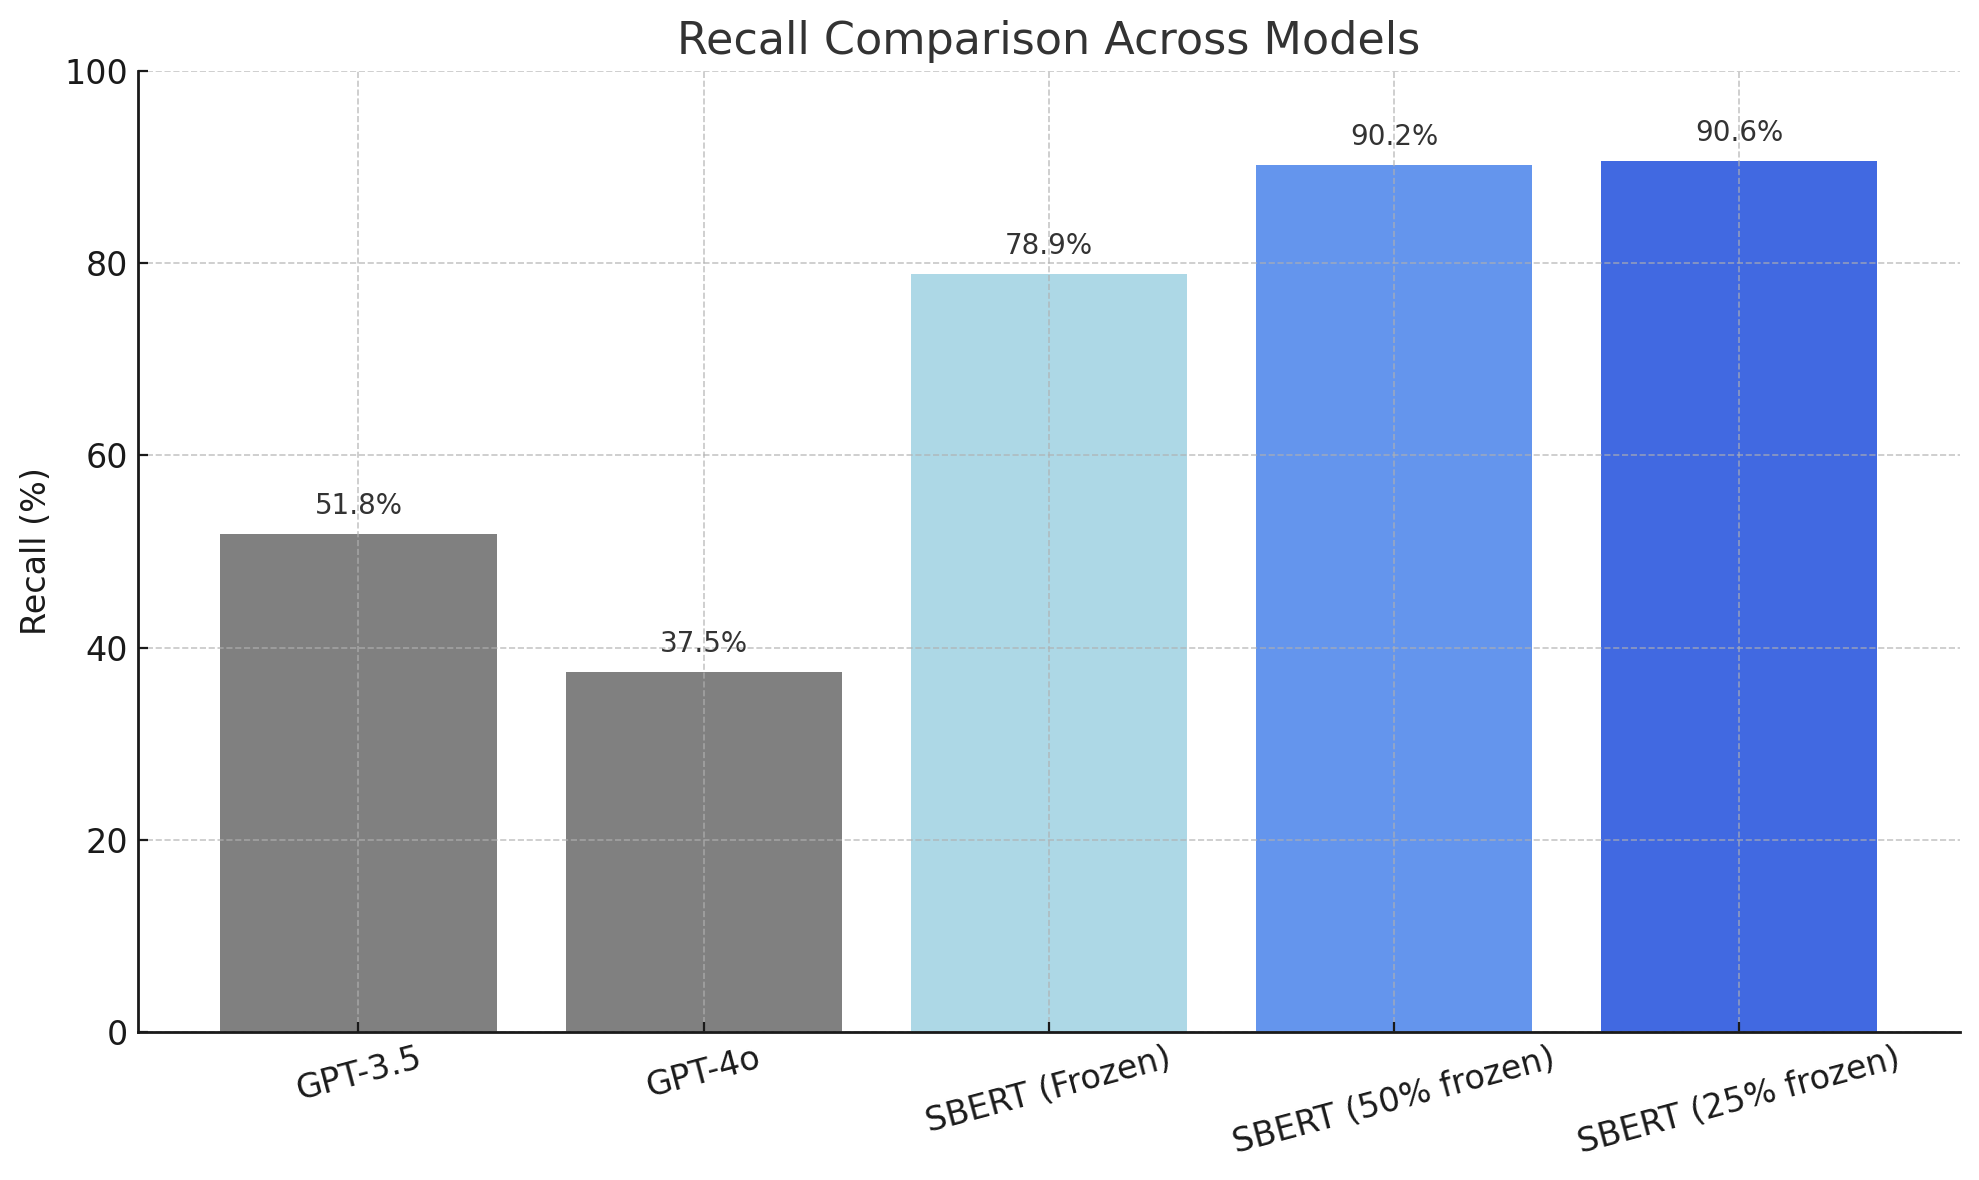 Recall Comparison Across Models
Recall (%)
100
80
60
40
20
0
51.8%
37.5%
78.9%
90.2%
90.6%
GPT-3.5
GPT-4o
SBERT (Frozen)
SBERT (50% frozen)
SBERT (25% frozen)